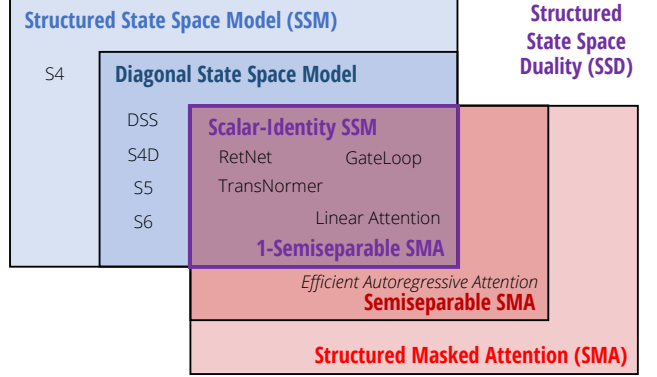 Structured State Space Model (SSM)
Structured
State Space
Duality (SSD)
S4
Diagonal State Space Model
DSS
S4D
S5
S6
Scalar-Identity SSM
RetNet
GateLoop
TransNormer
Linear Attention
1-Semiseparable SMA
Efficient Autoregressive Attention
Semiseparable SMA
Structured Masked Attention (SMA)